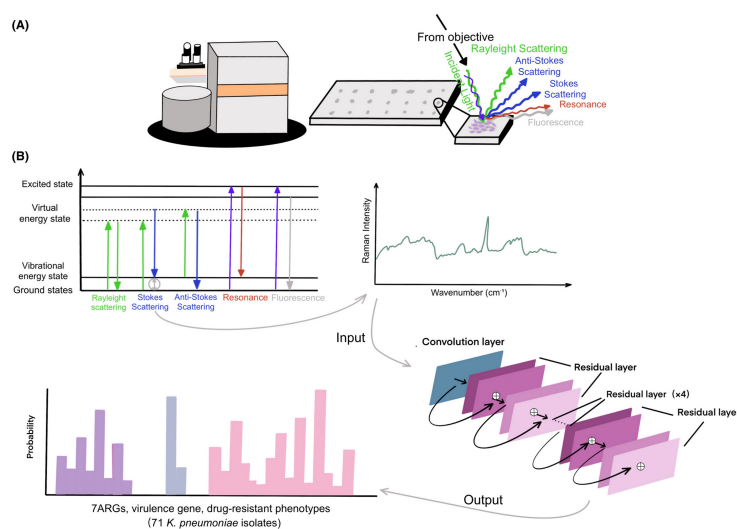 (A)
From objective
Incident Light
Rayleight Scattering
Anti-Stokes
Scattering
Stokes
Scattering
Resonance
Fluorescence
(B)
Excited state
Virtual
energy state
Vibrational
energy state
Ground states
Rayleight
scattering
Stokes
Scattering
Anti-Stokes
Scattering
Resonance
Fluorescence
Raman Intensity
Wavenumber (cm⁻¹)
Input
Convolution layer
Residual layer
Residual layer
Residual layer (×4)
Residual laye
Output
Probability
7ARGs, virulence gene, drug-resistant phenotypes
(71 K. pneumoniae isolates)